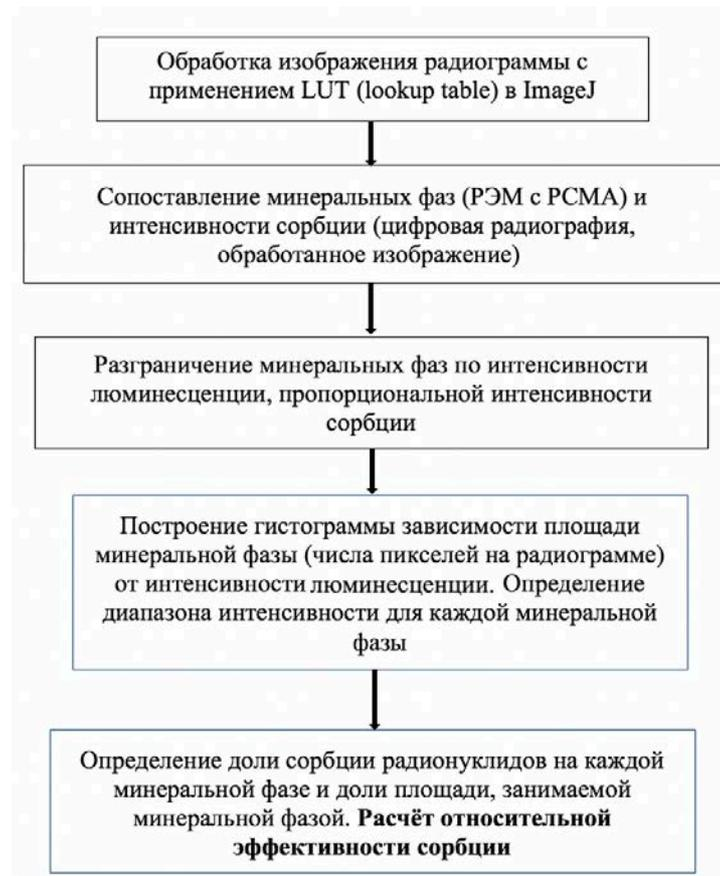 Обработка изображения радиограммы с
применением LUT (lookup table) в ImageJ
Сопоставление минеральных фаз (РЭМ с РСМА) и
интенсивности сорбции (цифровая радиография,
обработанное изображение)
Разграничение минеральных фаз по интенсивности
люминесценции, пропорциональной интенсивности
сорбции
Построение гистограммы зависимости площади
минеральной фазы (числа пикселей на радиограмме)
от интенсивности люминесценции. Определение
диапазона интенсивности для каждой минеральной
фазы
Определение доли сорбции радионуклидов на каждой
минеральной фазе и доли площади, занимаемой
минеральной фазой. Расчёт относительной
эффективности сорбции